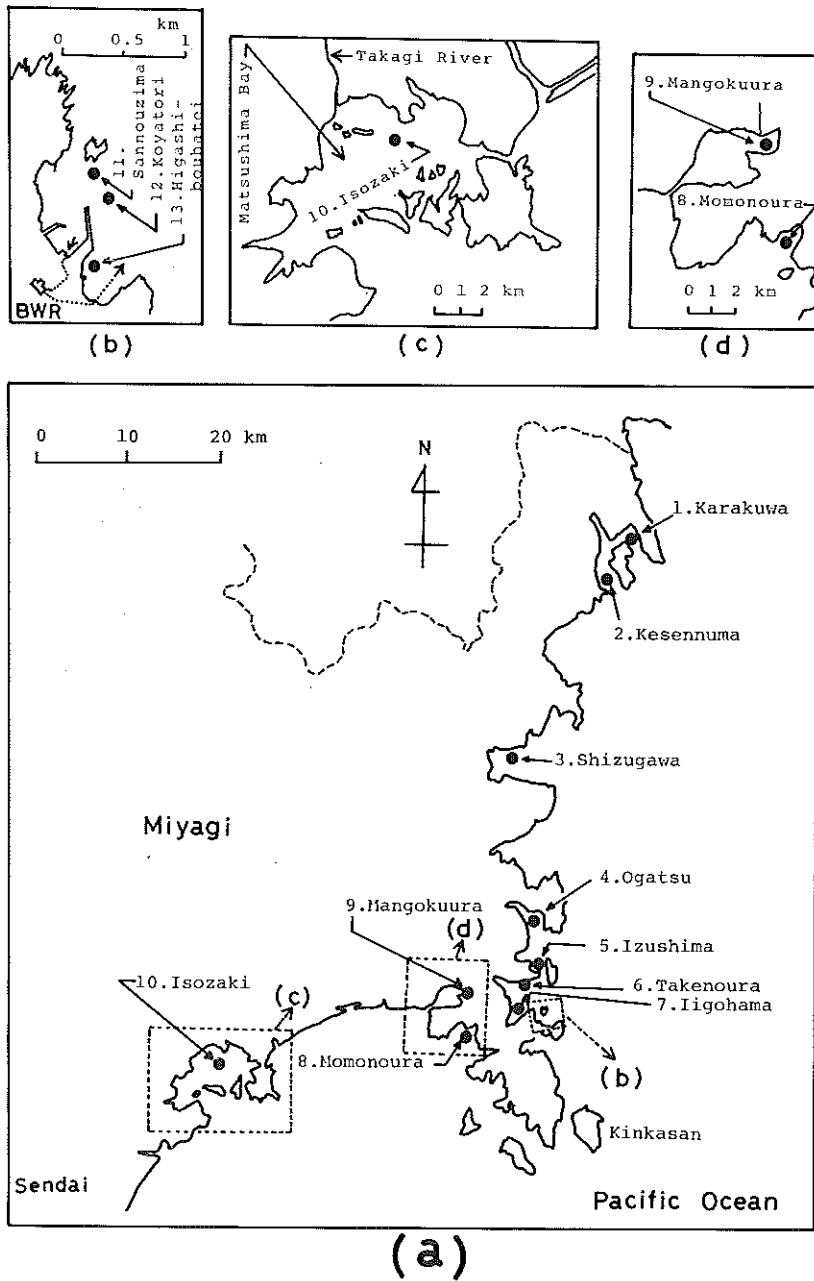 km
0 0.5 1
11. Sannouzima
12.Koyatori
13.Higashi-
bouhatei
BWR
(b)
Takagi River
Matsushima Bay
10.Isozaki
0 1 2 km
(c)
9.Mangokuura
8.Momonoura
0 1 2 km
(d)
0 10 20 km
N
1.Karakuwa
2.Kesennuma
3.Shizugawa
Miyagi
4.Ogatsu
9.Mangokuura
(d)
5.Izushima
10.Isozaki
(c)
6.Takenoura
7.Iigohama
8.Momonoura
(b)
Kinkasan
Sendai
Pacific Ocean
(a)